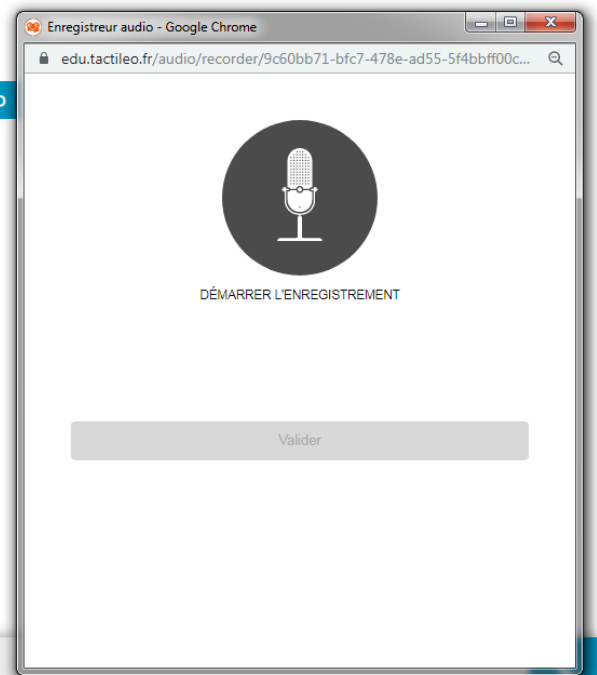 Enregistreur audio - Google Chrome
edu.tactileo.fr/audio/recorder/9c60bb71-bfc7-478e-ad55-5f4bbff00c...
DÉMARRER L'ENREGISTREMENT
Valider